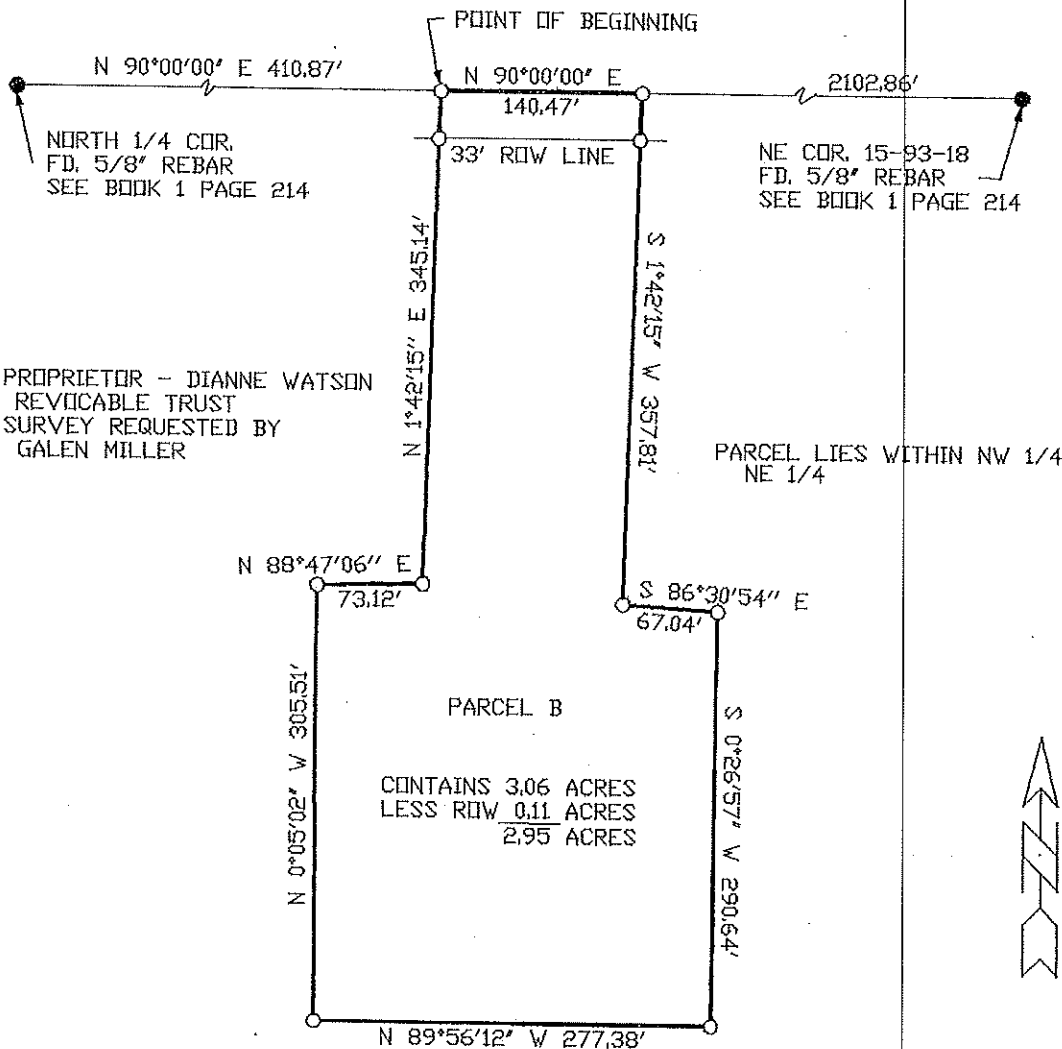 POINT OF BEGINNING
N 90°00'00" E 410.87'
N 90°00'00" E
140.47'
2102.86'
NORTH 1/4 COR.
FD. 5/8" REBAR
SEE BOOK 1 PAGE 214
33' ROW LINE
NE COR. 15-93-18
FD. 5/8" REBAR
SEE BOOK 1 PAGE 214
N 1°42'15" E 345.14'
S 1°42'15" W 357.81'
PROPRIETOR - DIANNE WATSON
REVOCABLE TRUST
SURVEY REQUESTED BY
GALEN MILLER
PARCEL LIES WITHIN NW 1/4
NE 1/4
N 88°47'06" E
73.12'
S 86°30'54" E
67.04'
N 0°05'02" W 305.51'
PARCEL B
S 0°26'57" W 290.64'
CONTAINS 3.06 ACRES
LESS ROW 0.11 ACRES
2.95 ACRES
N
N 89°56'12" W 277.38'